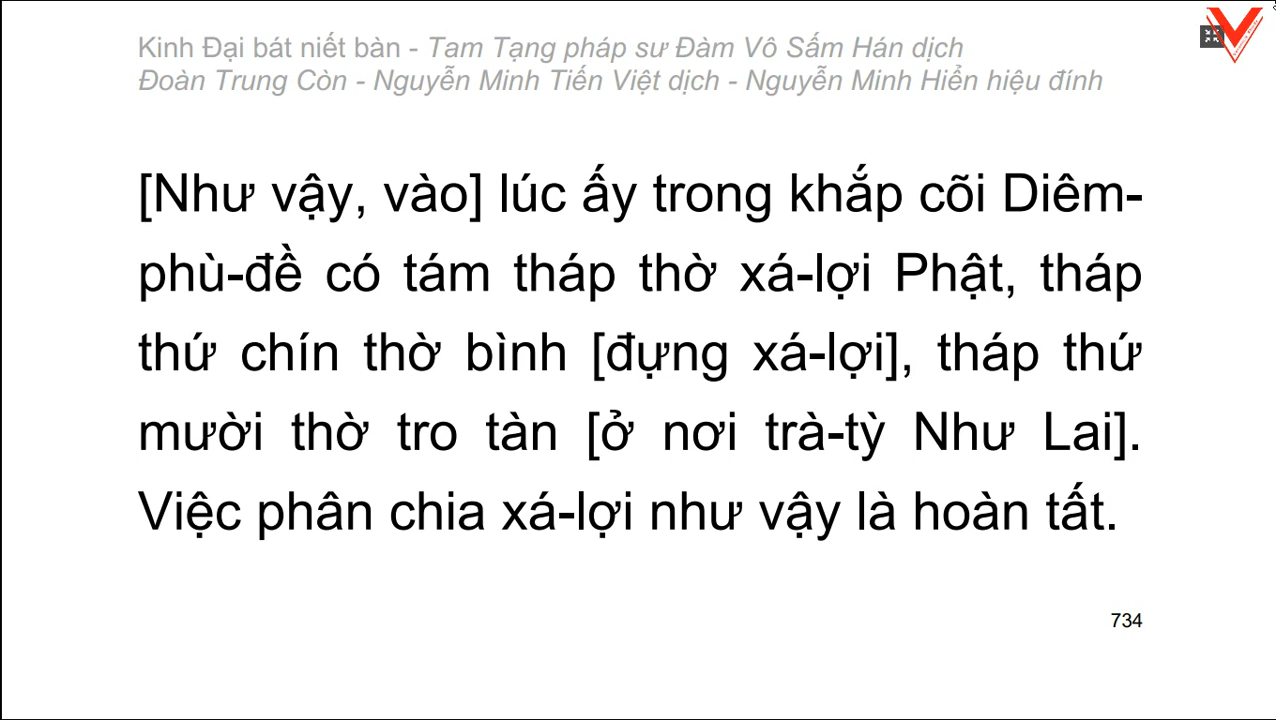 Kinh Đại bát niết bàn - Tam Tạng pháp sư Đàm Vô Sấm Hán dịch
Đoàn Trung Còn - Nguyễn Minh Tiến Việt dịch - Nguyễn Minh Hiển hiệu đính
[Như vậy, vào] lúc ấy trong khắp cõi Diêm-
phù-đề có tám tháp thờ xá-lợi Phật, tháp
thứ chín thờ bình [đựng xá-lợi], tháp thứ
mười thờ tro tàn [ở nơi trà-tỳ Như Lai].
Việc phân chia xá-lợi như vậy là hoàn tất.
734